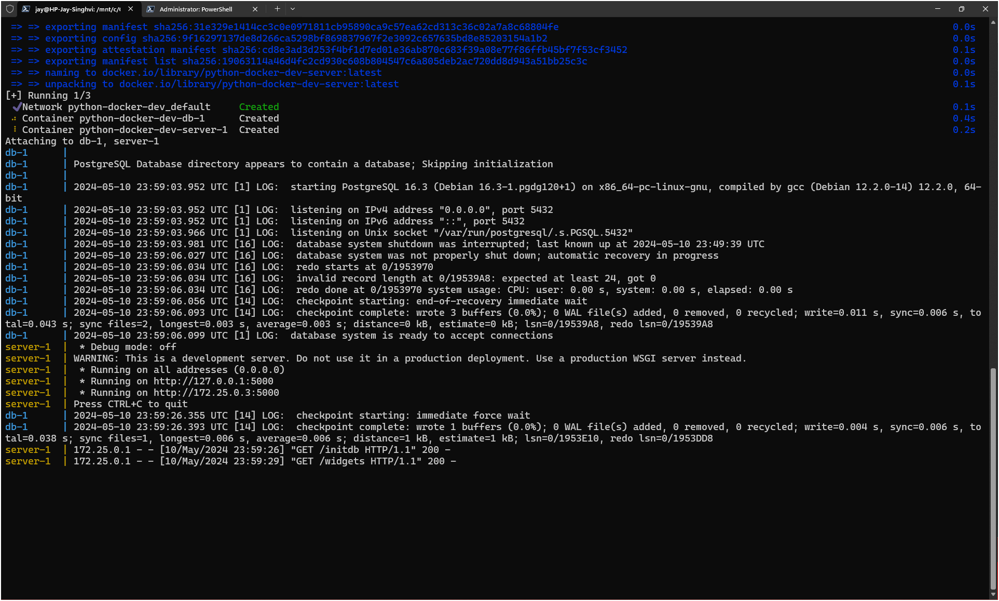 jay@HP-Jay-Singhvi: /mnt/c/
Administrator: PowerShell
=> => exporting manifest sha256:31e329e1414cc3c0e0971811cb95890ca9c57ea62cd313c36c02a7a8c68804fe 0.0s
=> => exporting config sha256:9f16297137de8d266ca5298bf869837967f2e3092c657635bd8e85203154a1b2 0.0s
=> => exporting attestation manifest sha256:cd8e3ad3d253f4bf1d7ed01e36ab870c683f39a08e77f86ffb45bf7f53cf3452 0.1s
=> => exporting manifest list sha256:19063114a46d4fc2cd930c608b804547c6a805deb2ac720dd8d943a51bb25c3c 0.0s
=> => naming to docker.io/library/python-docker-dev-server:latest 0.0s
=> => unpacking to docker.io/library/python-docker-dev-server:latest 0.1s
[+] Running 1/3
✔Network python-docker-dev_default Created 0.1s
Container python-docker-dev-db-1 Created 0.4s
Container python-docker-dev-server-1 Created 0.2s
Attaching to db-1, server-1
db-1 |
db-1 | PostgreSQL Database directory appears to contain a database; Skipping initialization
db-1 |
db-1 | 2024-05-10 23:59:03.952 UTC [1] LOG: starting PostgreSQL 16.3 (Debian 16.3-1.pgdg120+1) on x86_64-pc-linux-gnu, compiled by gcc (Debian 12.2.0-14) 12.2.0, 64-
bit
db-1 | 2024-05-10 23:59:03.952 UTC [1] LOG: listening on IPv4 address "0.0.0.0", port 5432
db-1 | 2024-05-10 23:59:03.952 UTC [1] LOG: listening on IPv6 address "::", port 5432
db-1 | 2024-05-10 23:59:03.966 UTC [1] LOG: listening on Unix socket "/var/run/postgresql/.s.PGSQL.5432"
db-1 | 2024-05-10 23:59:03.981 UTC [16] LOG: database system shutdown was interrupted; last known up at 2024-05-10 23:49:39 UTC
db-1 | 2024-05-10 23:59:06.027 UTC [16] LOG: database system was not properly shut down; automatic recovery in progress
db-1 | 2024-05-10 23:59:06.034 UTC [16] LOG: redo starts at 0/1953970
db-1 | 2024-05-10 23:59:06.034 UTC [16] LOG: invalid record length at 0/19539A8: expected at least 24, got 0
db-1 | 2024-05-10 23:59:06.034 UTC [16] LOG: redo done at 0/1953970 system usage: CPU: user: 0.00 s, system: 0.00 s, elapsed: 0.00 s
db-1 | 2024-05-10 23:59:06.056 UTC [14] LOG: checkpoint starting: end-of-recovery immediate wait
db-1 | 2024-05-10 23:59:06.093 UTC [14] LOG: checkpoint complete: wrote 3 buffers (0.0%); 0 WAL file(s) added, 0 removed, 0 recycled; write=0.011 s, sync=0.006 s, to
tal=0.043 s; sync files=2, longest=0.003 s, average=0.003 s; distance=0 kB, estimate=0 kB; lsn=0/19539A8, redo lsn=0/19539A8
db-1 | 2024-05-10 23:59:06.099 UTC [1] LOG: database system is ready to accept connections
server-1 | * Debug mode: off
server-1 | WARNING: This is a development server. Do not use it in a production deployment. Use a production WSGI server instead.
server-1 | * Running on all addresses (0.0.0.0)
server-1 | * Running on http://127.0.0.1:5000
server-1 | * Running on http://172.25.0.3:5000
server-1 | Press CTRL+C to quit
db-1 | 2024-05-10 23:59:26.355 UTC [14] LOG: checkpoint starting: immediate force wait
db-1 | 2024-05-10 23:59:26.393 UTC [14] LOG: checkpoint complete: wrote 1 buffers (0.0%); 0 WAL file(s) added, 0 removed, 0 recycled; write=0.004 s, sync=0.006 s, to
tal=0.038 s; sync files=1, longest=0.006 s, average=0.006 s; distance=1 kB, estimate=1 kB; lsn=0/1953E10, redo lsn=0/1953DD8
server-1 | 172.25.0.1 - - [10/May/2024 23:59:26] "GET /initdb HTTP/1.1" 200 -
server-1 | 172.25.0.1 - - [10/May/2024 23:59:29] "GET /widgets HTTP/1.1" 200 -